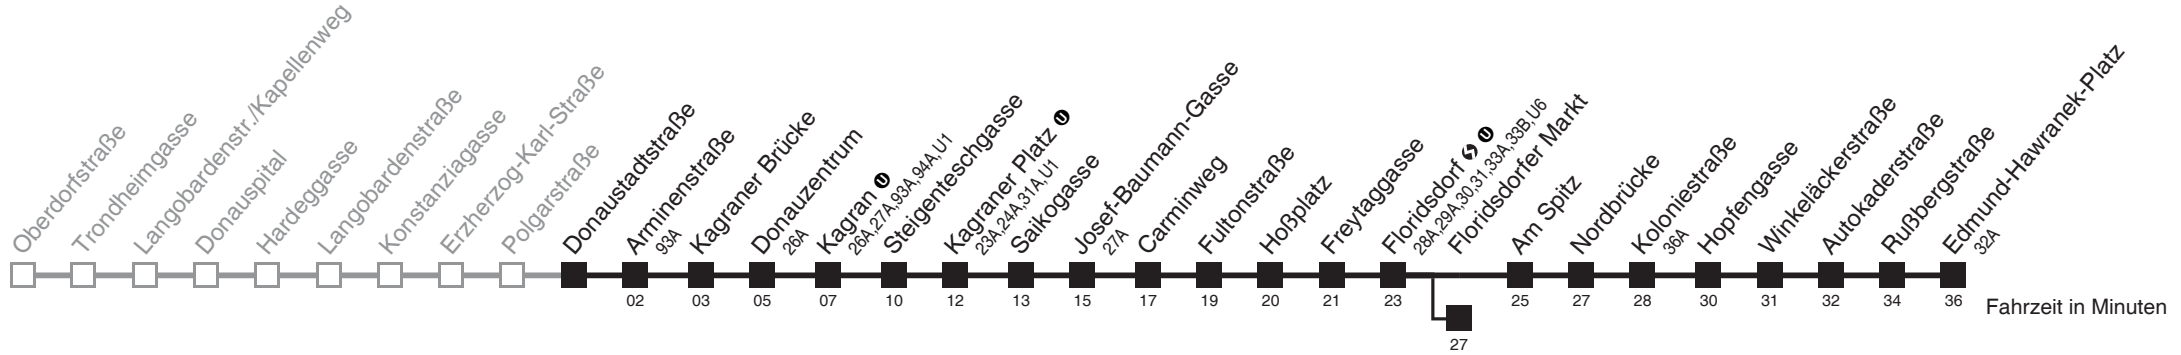 Oberdorfstraße
Trondheimgasse
Langobardenstr./Kapellenweg
Donauspital
Hardeggasse
Langobardenstraße
Konstanziagasse
Erzherzog-Karl-Straße
Polgarstraße
Donaustadtstraße
Arminenstraße
93A
Kagraner Brücke
Donauzentrum
26A
Kagran U
26A,27A,93A,94A,U1
Steigenteschgasse
Kagraner Platz U
23A,24A,31A,U1
Saikogasse
Josef-Baumann-Gasse
27A
Carminweg
Fultonstraße
Hoßplatz
Freytaggasse
Floridsdorf S U
28A,29A,30,31,33A,33B,U6
Floridsdorfer Markt
Am Spitz
Nordbrücke
Koloniestraße
36A
Hopfengasse
Winkeläckerstraße
Autokaderstraße
Rußbergstraße
Edmund-Hawranek-Platz
32A
02 03 05 07 10 12 13 15 17 19 20 21 23 25 27 28 30 31 32 34 36
Fahrzeit in Minuten
27